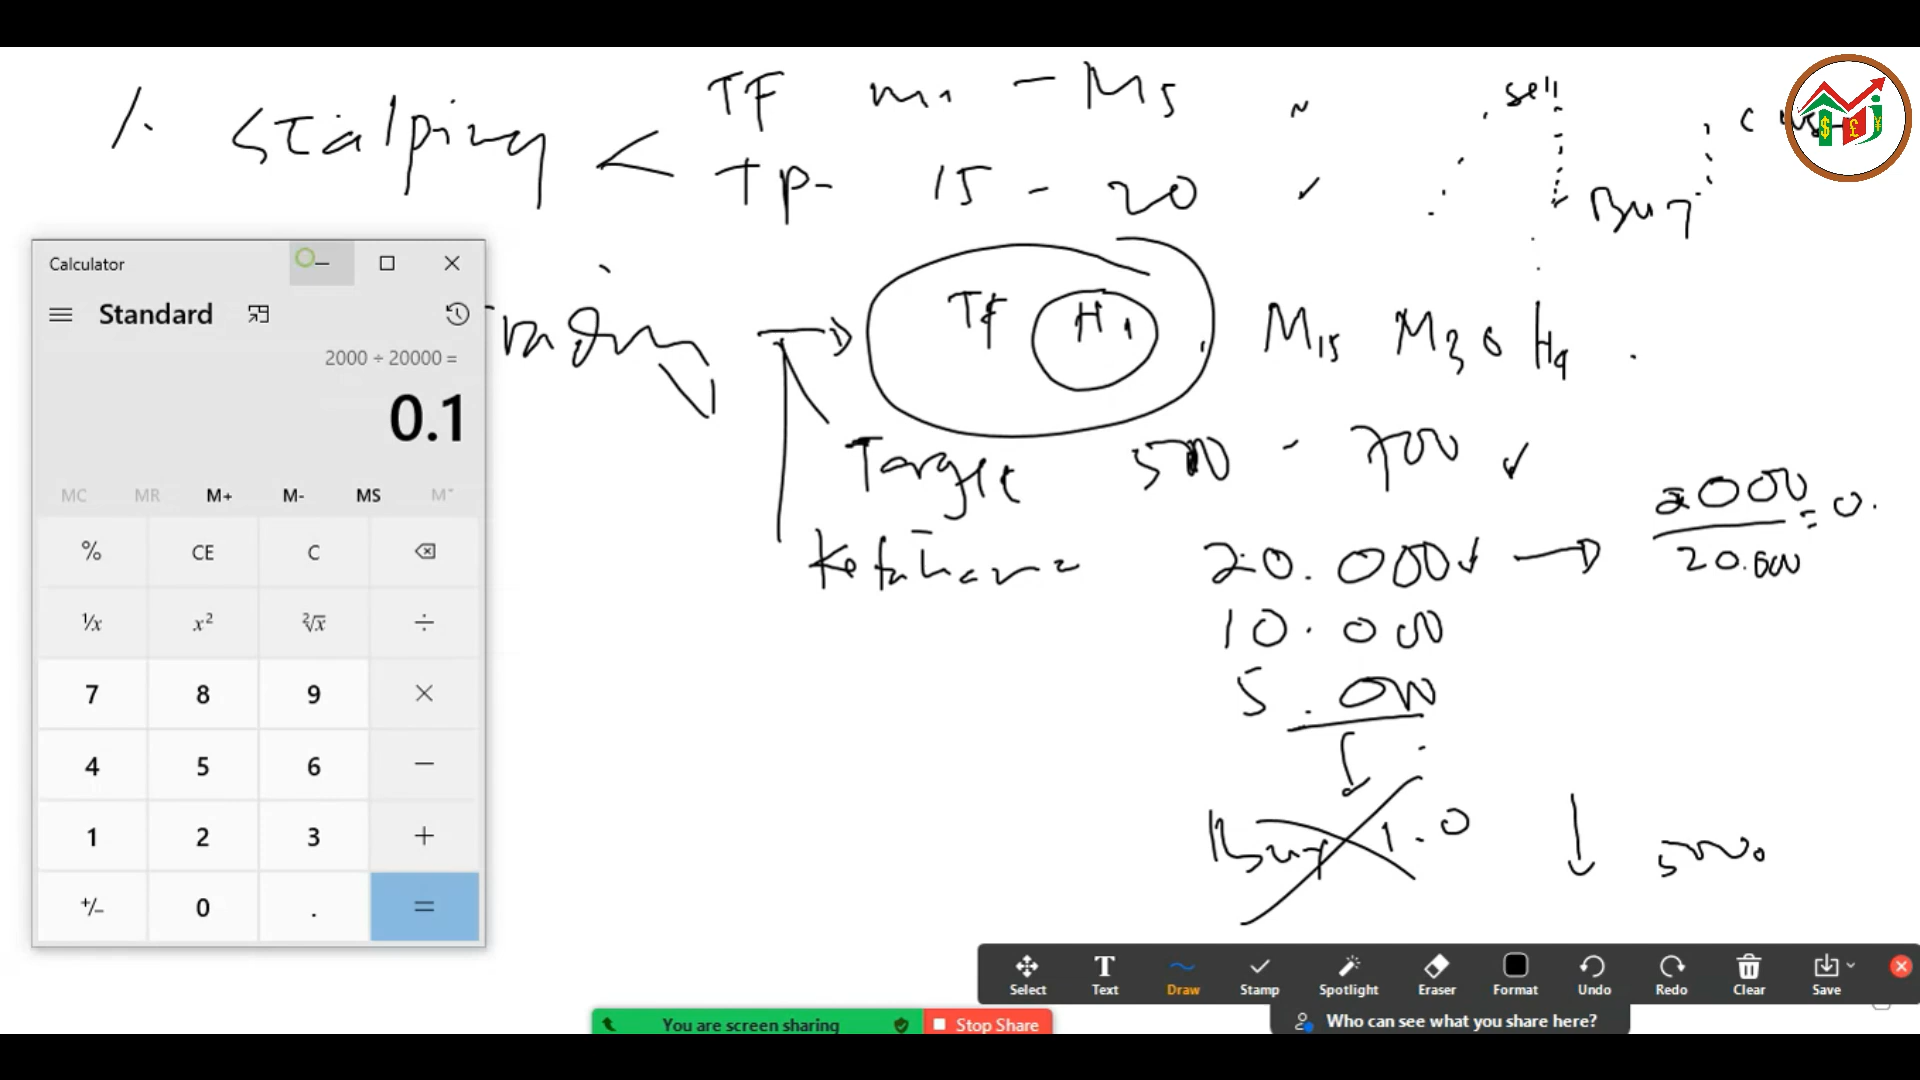 1. Stalping < TF m1 - M5
TP - 15 - 20
sell
Buy
TF H1 M15 M30 H4
Target 500 - 700
Ketahana 20.000 → 2000 = 0.
20.000
10.000
5.000
Buy 1.0
Calculator
Standard
2000 ÷ 20000 =
0.1
MC MR M+ M- MS M˅
% CE C
¹/x x² ²√x ÷
7 8 9 ×
4 5 6 −
1 2 3 +
+/− 0 . =
Select Text Draw Stamp Spotlight Eraser Format Undo Redo Clear Save
You are screen sharing Stop Share
Who can see what you share here?